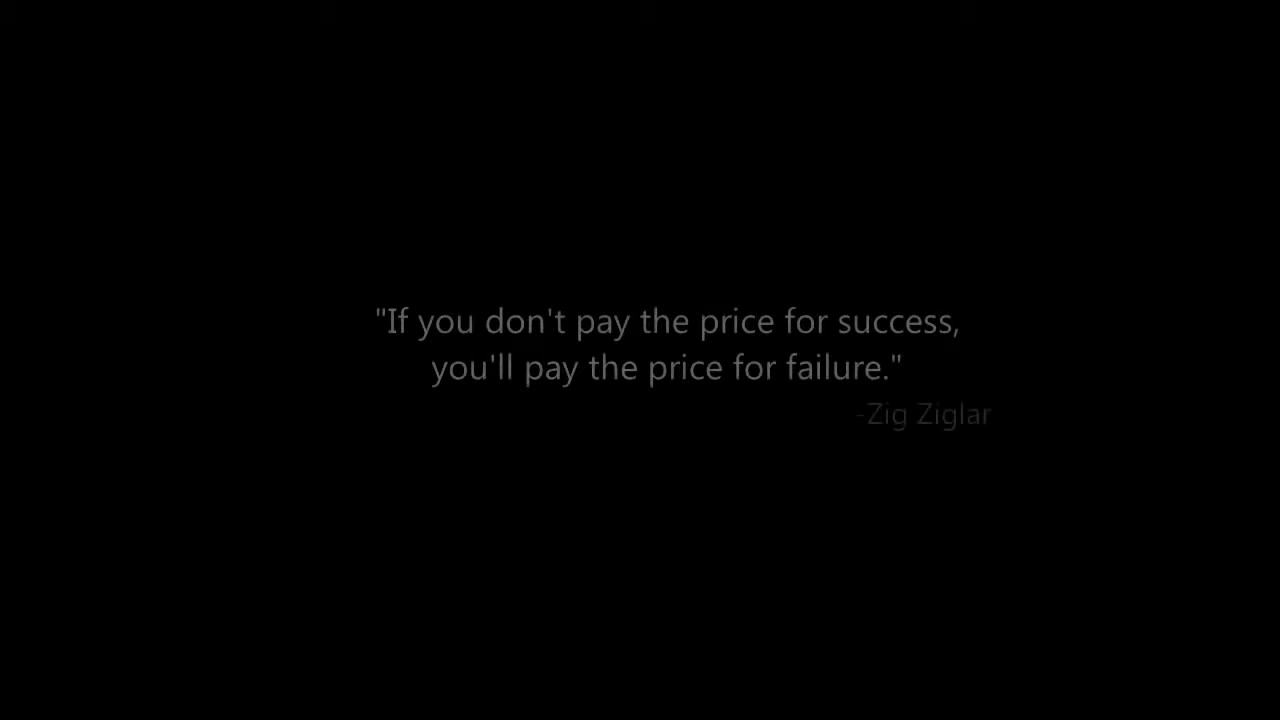 "If you don't pay the price for success,
you'll pay the price for failure."
-Zig Ziglar